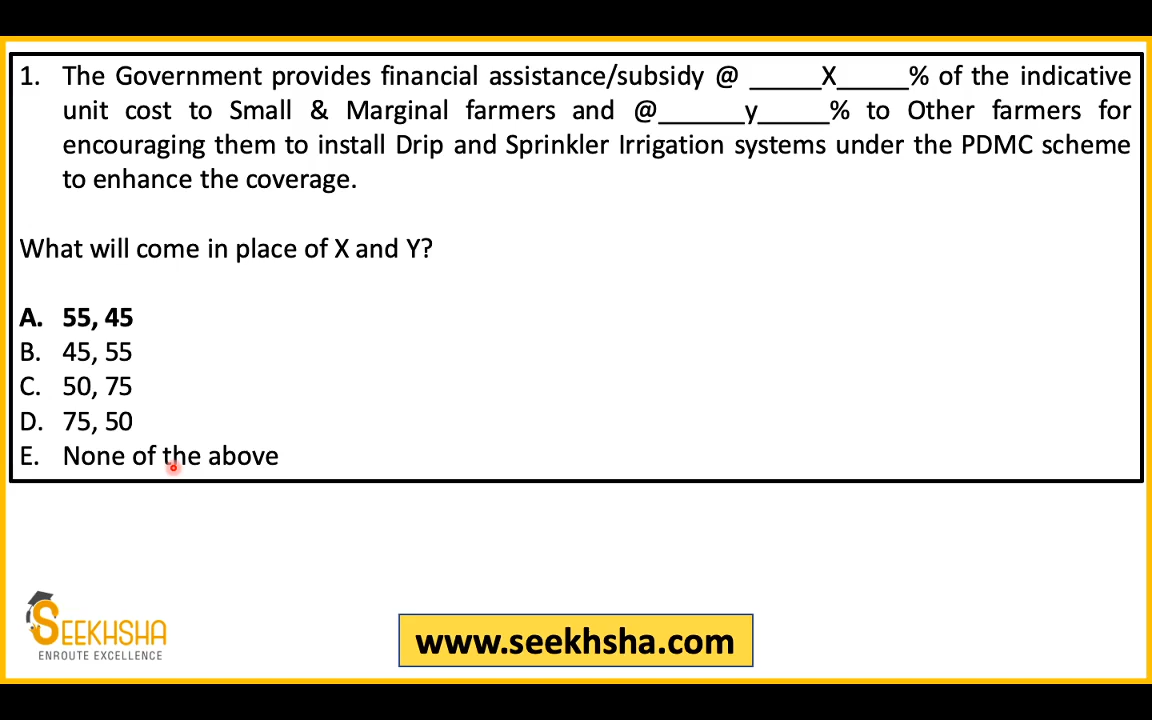 1. The Government provides financial assistance/subsidy @ _____X_____% of the indicative
unit cost to Small & Marginal farmers and @______y_____% to Other farmers for
encouraging them to install Drip and Sprinkler Irrigation systems under the PDMC scheme
to enhance the coverage.
What will come in place of X and Y?
A. 55, 45
B. 45, 55
C. 50, 75
D. 75, 50
E. None of the above
SEEKHSHA
ENROUTE EXCELLENCE
www.seekhsha.com